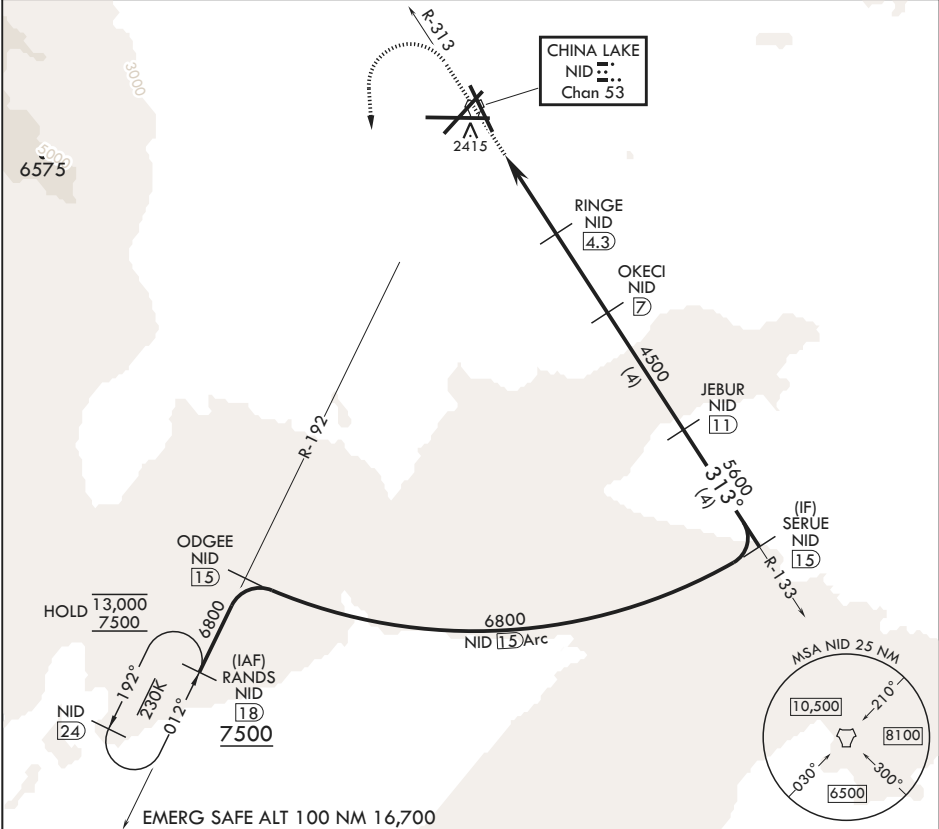 R-313
CHINA LAKE
NID
Chan 53
3000
5000
6575
2415
RINGE
NID
4.3
OKECI
NID
7
4500
(4)
JEBUR
NID
11
R-192
5600
313°
(4)
(IF)
SERUE
NID
15
R-133
ODGEE
NID
15
HOLD 13,000
7500
6800
6800
NID 15 Arc
192°
230K
012°
(IAF)
RANDS
NID
18
7500
NID
24
MSA NID 25 NM
10,500
210°
8100
030°
300°
6500
EMERG SAFE ALT 100 NM 16,700